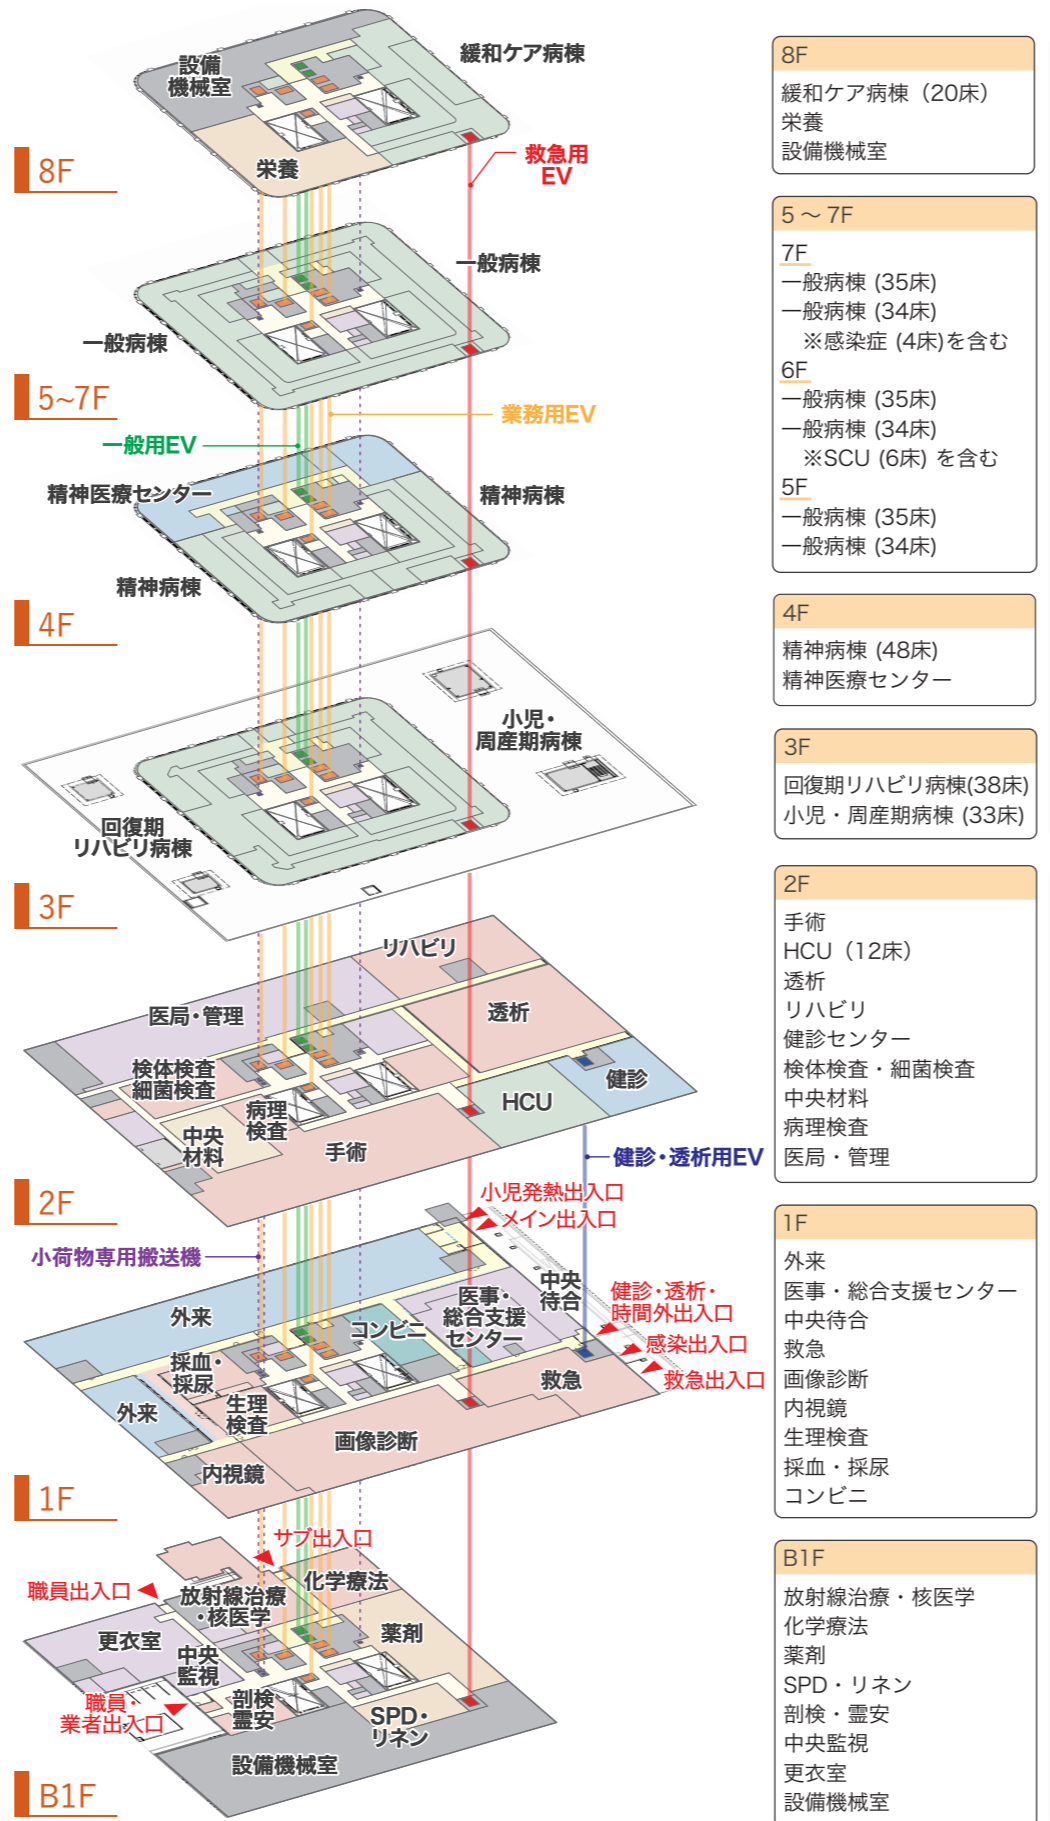 設備
機械室
緩和ケア病棟
栄養
8F
救急用
EV
一般病棟
一般病棟
5~7F
業務用EV
一般用EV
精神医療センター
精神病棟
精神病棟
4F
小児・
周産期病棟
回復期
リハビリ病棟
3F
リハビリ
医局・管理
透析
検体検査
細菌検査
健診
病理
検査
HCU
中央
材料
手術
健診・透析用EV
2F
小児発熱出入口
メイン出入口
小荷物専用搬送機
中央
待合
健診・透析・
時間外出入口
外来
医事・
総合支援
センター
コンビニ
感染出入口
採血・
採尿
救急
救急出入口
外来
生理
検査
画像診断
内視鏡
1F
サブ出入口
職員出入口
放射線治療
・核医学
化学療法
更衣室
中央
監視
薬剤
職員・
業者出入口
剖検
霊安
SPD・
リネン
設備機械室
B1F
8F
緩和ケア病棟（20床）
栄養
設備機械室
5～7F
7F
一般病棟 (35床)
一般病棟 (34床)
※感染症 (4床)を含む
6F
一般病棟 (35床)
一般病棟 (34床)
※SCU (6床) を含む
5F
一般病棟 (35床)
一般病棟 (34床)
4F
精神病棟 (48床)
精神医療センター
3F
回復期リハビリ病棟(38床)
小児・周産期病棟 (33床)
2F
手術
HCU（12床）
透析
リハビリ
健診センター
検体検査・細菌検査
中央材料
病理検査
医局・管理
1F
外来
医事・総合支援センター
中央待合
救急
画像診断
内視鏡
生理検査
採血・採尿
コンビニ
B1F
放射線治療・核医学
化学療法
薬剤
SPD・リネン
剖検・霊安
中央監視
更衣室
設備機械室